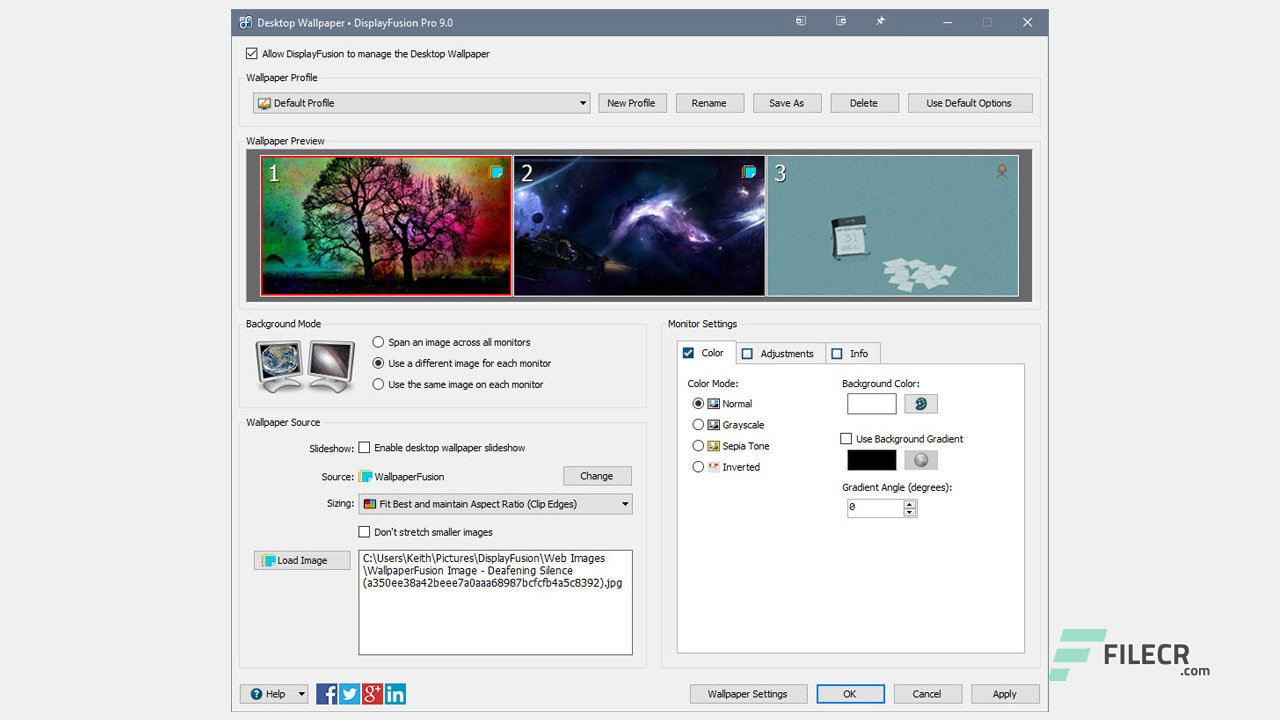 Desktop Wallpaper • DisplayFusion Pro 9.0
Allow DisplayFusion to manage the Desktop Wallpaper
Wallpaper Profile
Default Profile
New Profile
Rename
Save As
Delete
Use Default Options
Wallpaper Preview
1
2
3
31
DEC
Background Mode
Span an image across all monitors
Use a different image for each monitor
Use the same image on each monitor
Wallpaper Source
Slideshow: Enable desktop wallpaper slideshow
Source: WallpaperFusion
Change
Sizing: Fit Best and maintain Aspect Ratio (Clip Edges)
Don't stretch smaller images
Load Image
C:\Users\Keith\Pictures\DisplayFusion\Web Images
\WallpaperFusion Image - Deafening Silence
(a350ee38a42beee7a0aaa68987bcfcfb4a5c8392).jpg
Monitor Settings
Color
Adjustments
Info
Color Mode:
Normal
Grayscale
Sepia Tone
Inverted
Background Color:
Use Background Gradient
Gradient Angle (degrees):
0
Help
f
g+
in
Wallpaper Settings
OK
Cancel
Apply
FILECR
.com